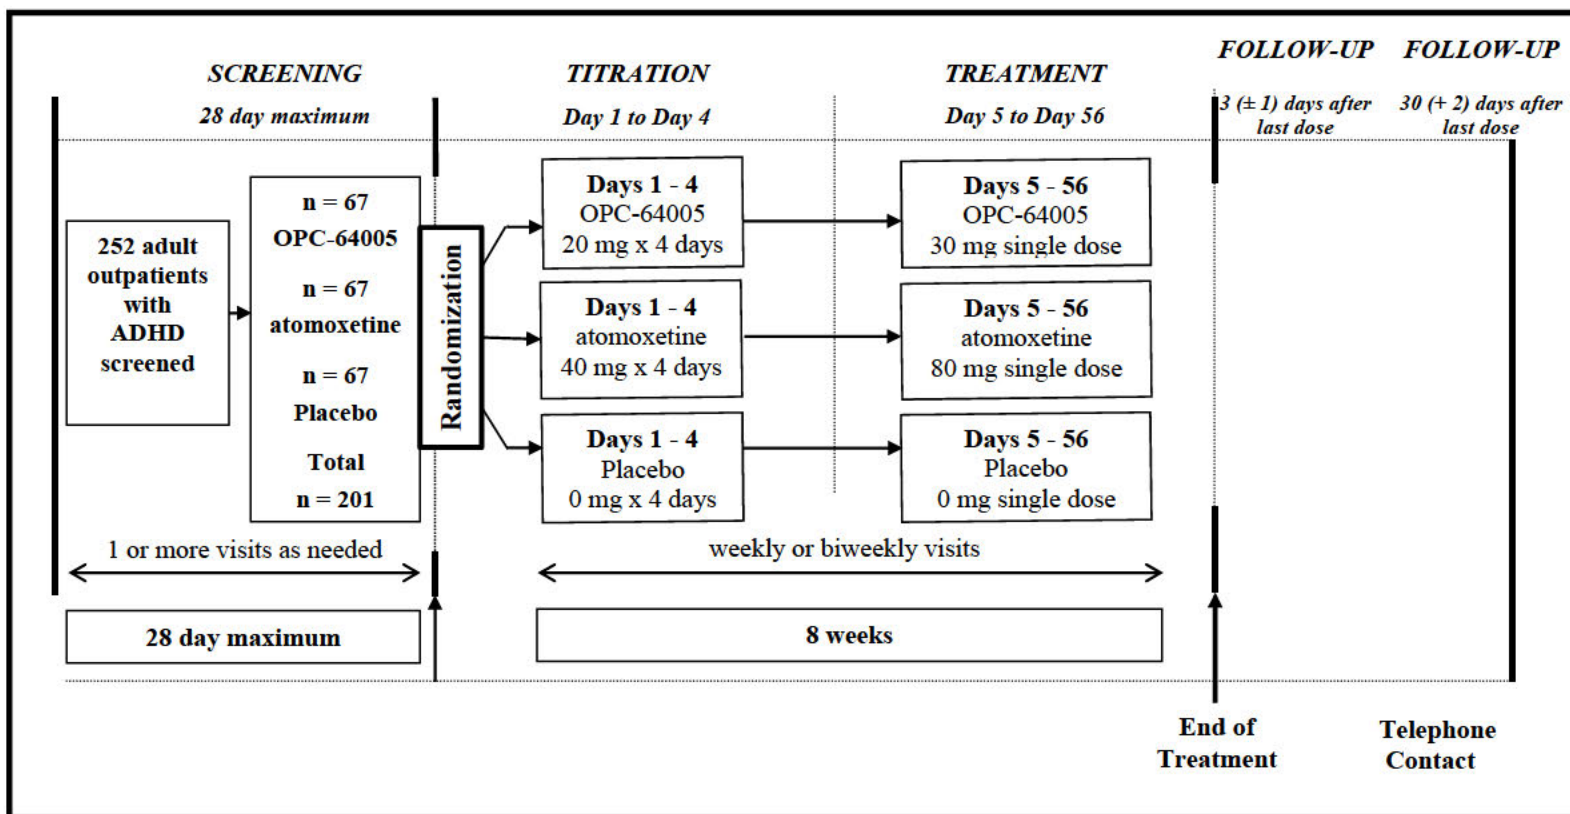 SCREENING
28 day maximum
TITRATION
Day 1 to Day 4
TREATMENT
Day 5 to Day 56
FOLLOW-UP
3 (± 1) days after
last dose
FOLLOW-UP
30 (+ 2) days after
last dose
252 adult
outpatients
with
ADHD
screened
n = 67
OPC-64005
n = 67
atomoxetine
n = 67
Placebo
Total
n = 201
Randomization
Days 1 - 4
OPC-64005
20 mg x 4 days
Days 5 - 56
OPC-64005
30 mg single dose
Days 1 - 4
atomoxetine
40 mg x 4 days
Days 5 - 56
atomoxetine
80 mg single dose
Days 1 - 4
Placebo
0 mg x 4 days
Days 5 - 56
Placebo
0 mg single dose
1 or more visits as needed
weekly or biweekly visits
28 day maximum
8 weeks
End of
Treatment
Telephone
Contact